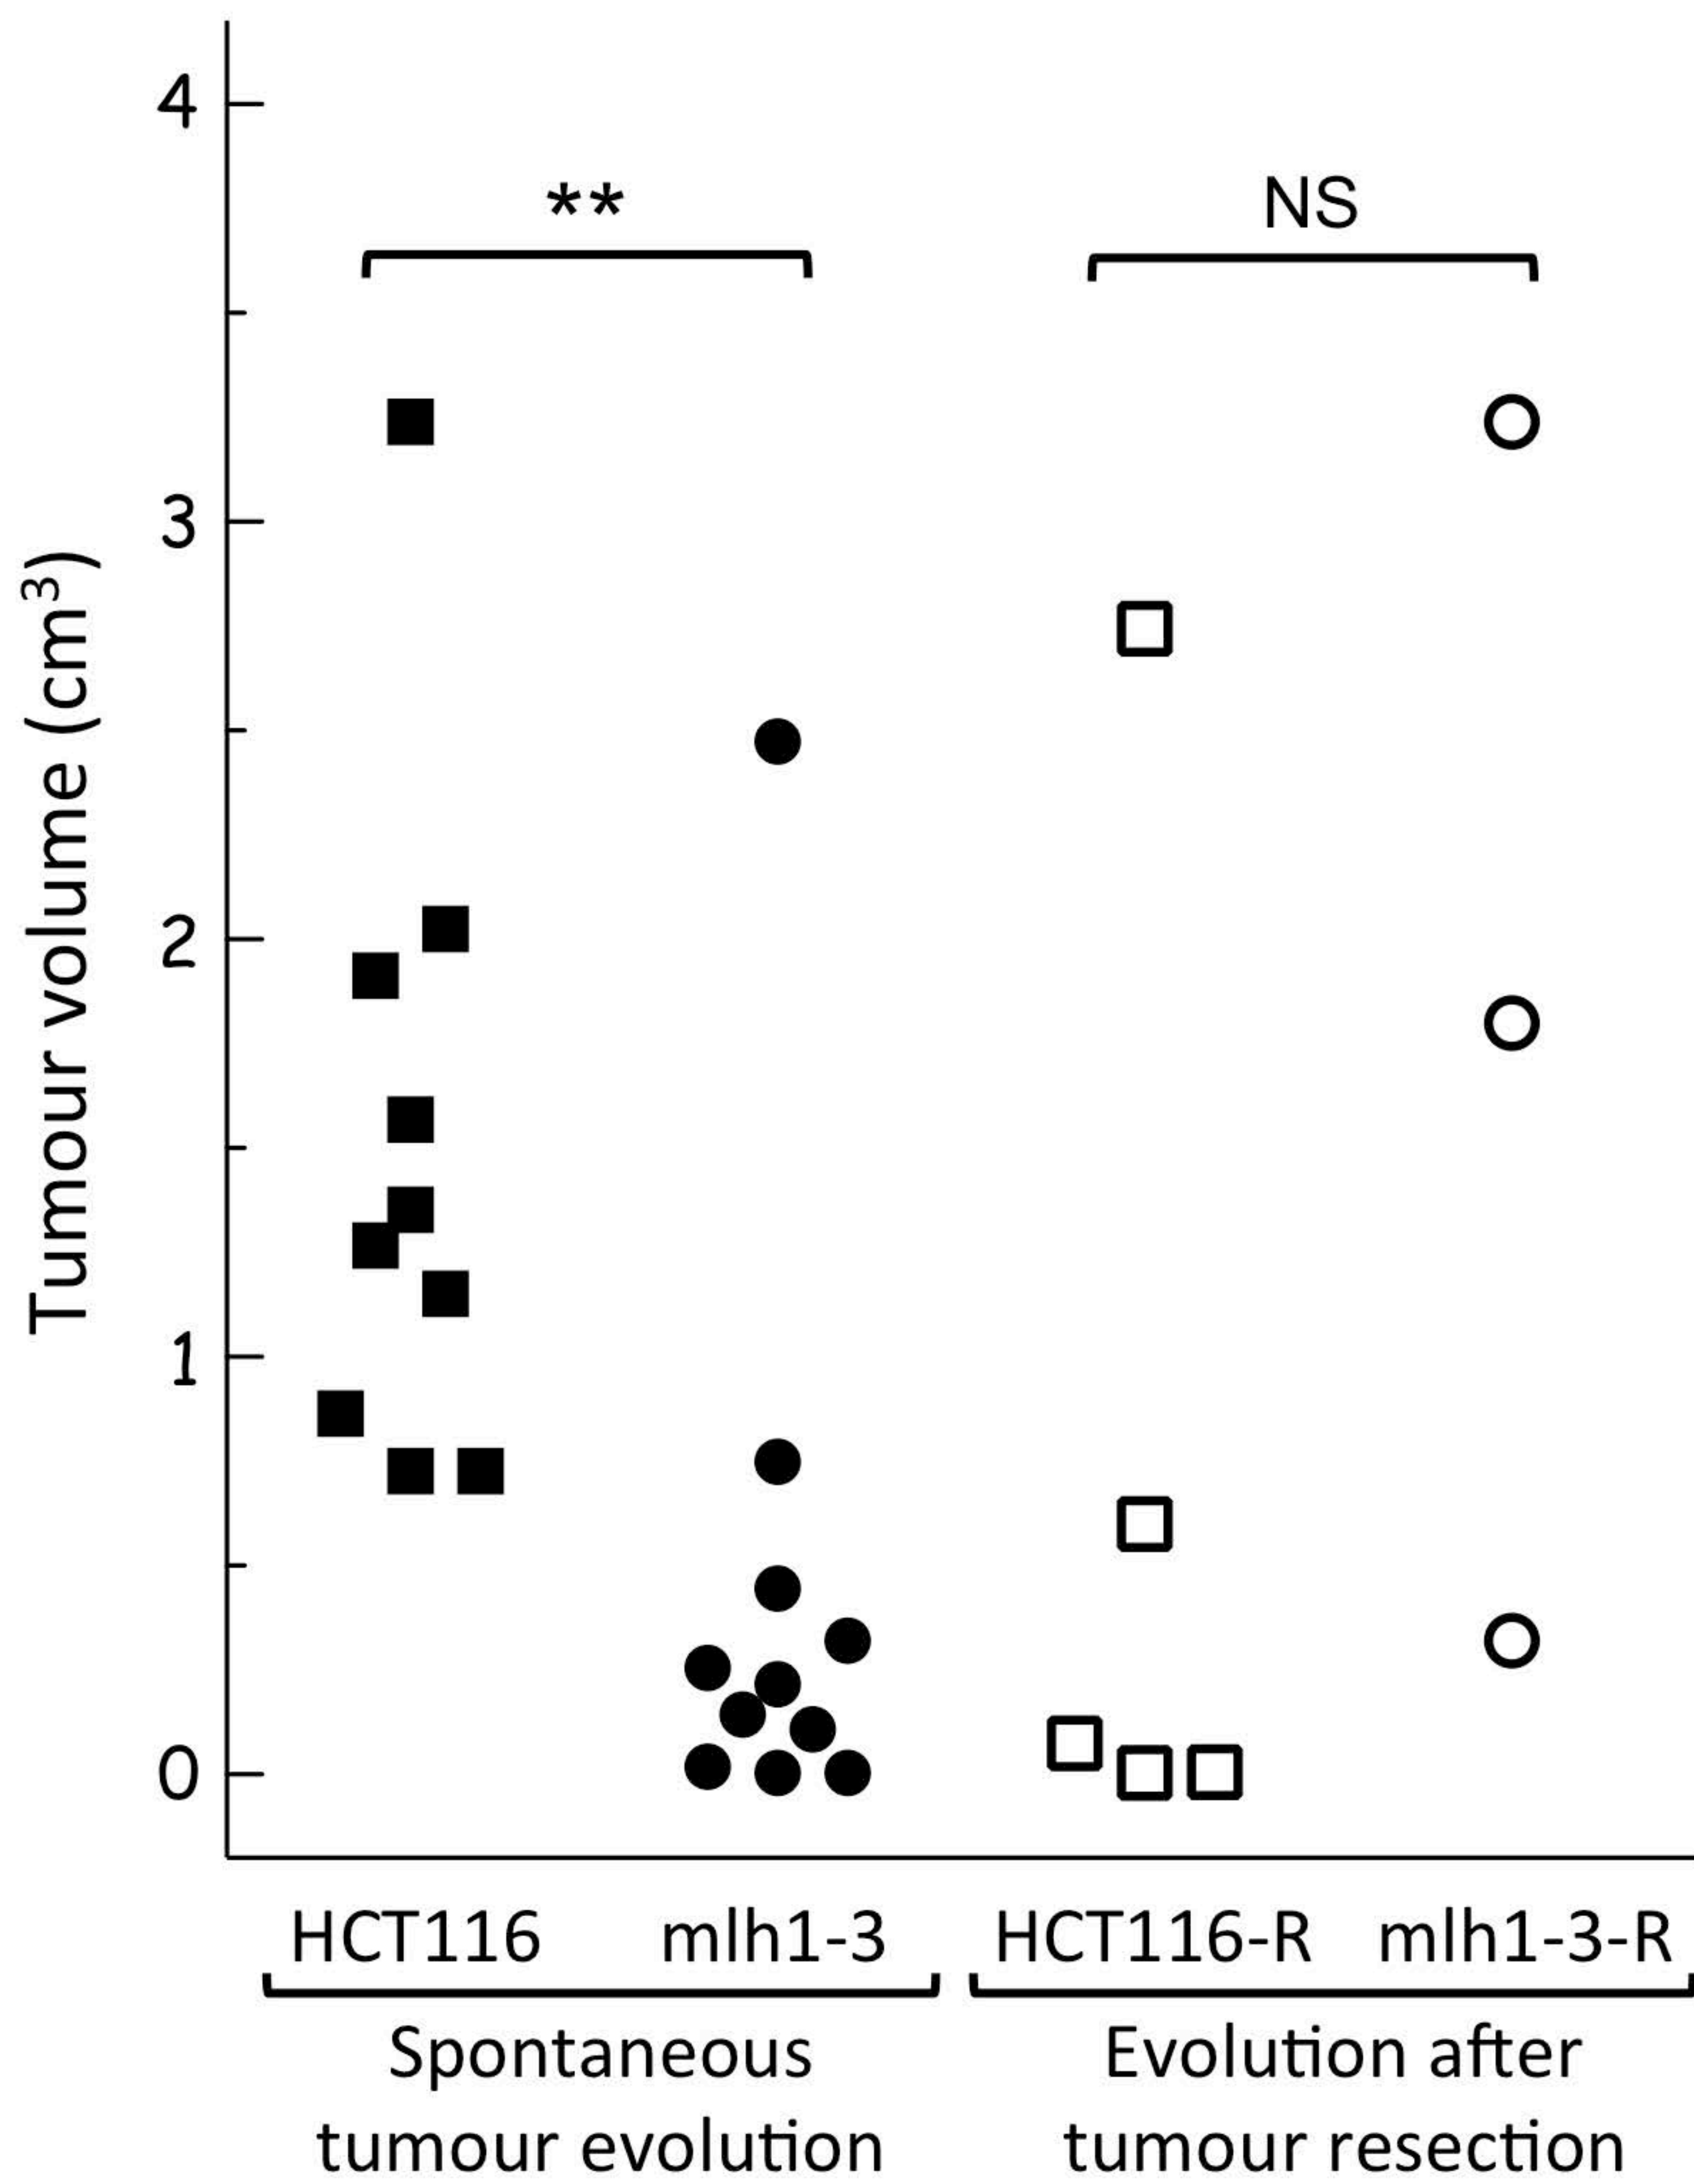 Tumour volume (cm³)
4
3
2
1
0
**
NS
HCT116 mlh1-3 HCT116-R mlh1-3-R
Spontaneous
tumour evolution
Evolution after
tumour resection